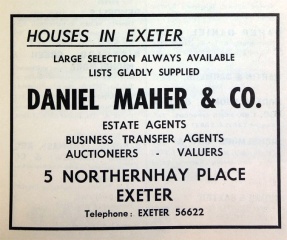 HOUSES IN EXETER
LARGE SELECTION ALWAYS AVAILABLE
LISTS GLADLY SUPPLIED
DANIEL MAHER & CO.
ESTATE AGENTS
BUSINESS TRANSFER AGENTS
AUCTIONEERS - VALUERS
5 NORTHERNHAY PLACE
EXETER
Telephone: EXETER 56622